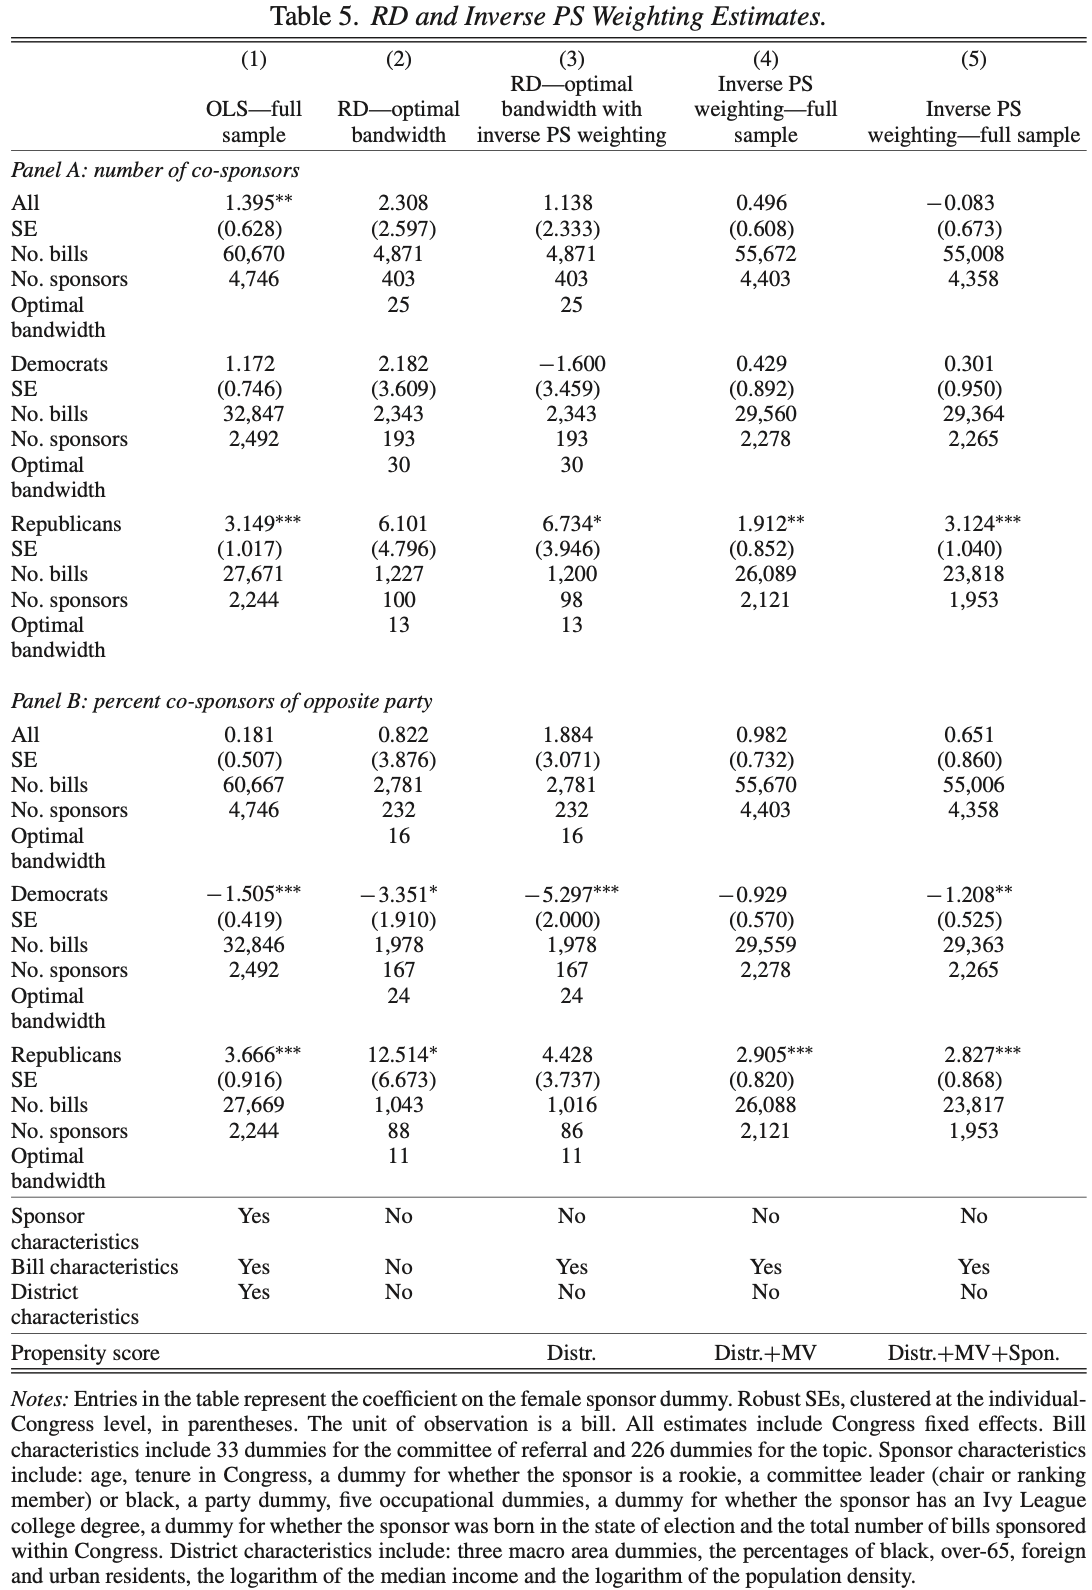 Table 5. RD and Inverse PS Weighting Estimates.
(1) (2) (3) (4) (5)
OLS—full sample RD—optimal bandwidth RD—optimal bandwidth with inverse PS weighting Inverse PS weighting—full sample Inverse PS weighting—full sample
Panel A: number of co-sponsors
All 1.395** 2.308 1.138 0.496 −0.083
SE (0.628) (2.597) (2.333) (0.608) (0.673)
No. bills 60,670 4,871 4,871 55,672 55,008
No. sponsors 4,746 403 403 4,403 4,358
Optimal 25 25
bandwidth
Democrats 1.172 2.182 −1.600 0.429 0.301
SE (0.746) (3.609) (3.459) (0.892) (0.950)
No. bills 32,847 2,343 2,343 29,560 29,364
No. sponsors 2,492 193 193 2,278 2,265
Optimal 30 30
bandwidth
Republicans 3.149*** 6.101 6.734* 1.912** 3.124***
SE (1.017) (4.796) (3.946) (0.852) (1.040)
No. bills 27,671 1,227 1,200 26,089 23,818
No. sponsors 2,244 100 98 2,121 1,953
Optimal 13 13
bandwidth
Panel B: percent co-sponsors of opposite party
All 0.181 0.822 1.884 0.982 0.651
SE (0.507) (3.876) (3.071) (0.732) (0.860)
No. bills 60,667 2,781 2,781 55,670 55,006
No. sponsors 4,746 232 232 4,403 4,358
Optimal 16 16
bandwidth
Democrats −1.505*** −3.351* −5.297*** −0.929 −1.208**
SE (0.419) (1.910) (2.000) (0.570) (0.525)
No. bills 32,846 1,978 1,978 29,559 29,363
No. sponsors 2,492 167 167 2,278 2,265
Optimal 24 24
bandwidth
Republicans 3.666*** 12.514* 4.428 2.905*** 2.827***
SE (0.916) (6.673) (3.737) (0.820) (0.868)
No. bills 27,669 1,043 1,016 26,088 23,817
No. sponsors 2,244 88 86 2,121 1,953
Optimal 11 11
bandwidth
Sponsor Yes No No No No
characteristics
Bill characteristics Yes No Yes Yes Yes
District Yes No No No No
characteristics
Propensity score Distr. Distr.+MV Distr.+MV+Spon.
Notes: Entries in the table represent the coefficient on the female sponsor dummy. Robust SEs, clustered at the individual-
Congress level, in parentheses. The unit of observation is a bill. All estimates include Congress fixed effects. Bill
characteristics include 33 dummies for the committee of referral and 226 dummies for the topic. Sponsor characteristics
include: age, tenure in Congress, a dummy for whether the sponsor is a rookie, a committee leader (chair or ranking
member) or black, a party dummy, five occupational dummies, a dummy for whether the sponsor has an Ivy League
college degree, a dummy for whether the sponsor was born in the state of election and the total number of bills sponsored
within Congress. District characteristics include: three macro area dummies, the percentages of black, over-65, foreign
and urban residents, the logarithm of the median income and the logarithm of the population density.